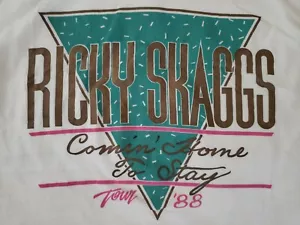 RICKY SKAGGS
Comin' Home
To Stay
Tour '88